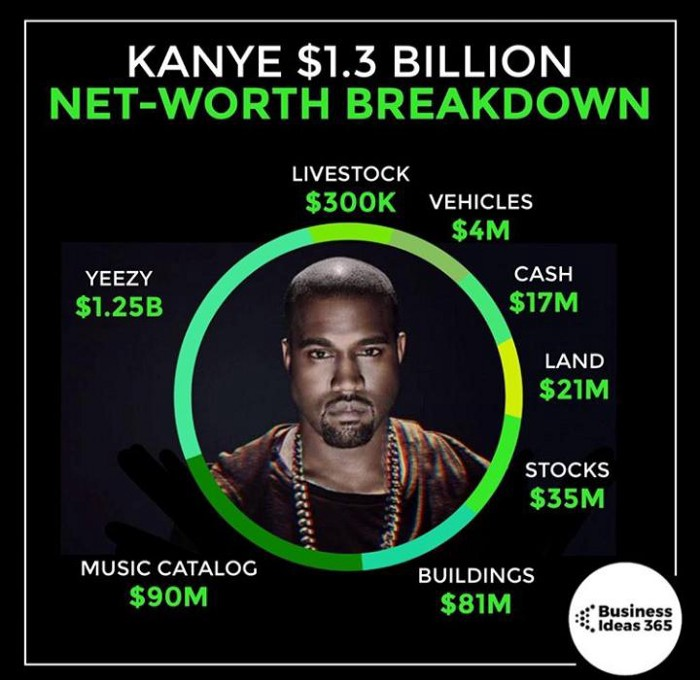 KANYE $1.3 BILLION
NET-WORTH BREAKDOWN
LIVESTOCK
$300K
VEHICLES
$4M
YEEZY
$1.25B
CASH
$17M
LAND
$21M
STOCKS
$35M
MUSIC CATALOG
$90M
BUILDINGS
$81M
Business
Ideas 365